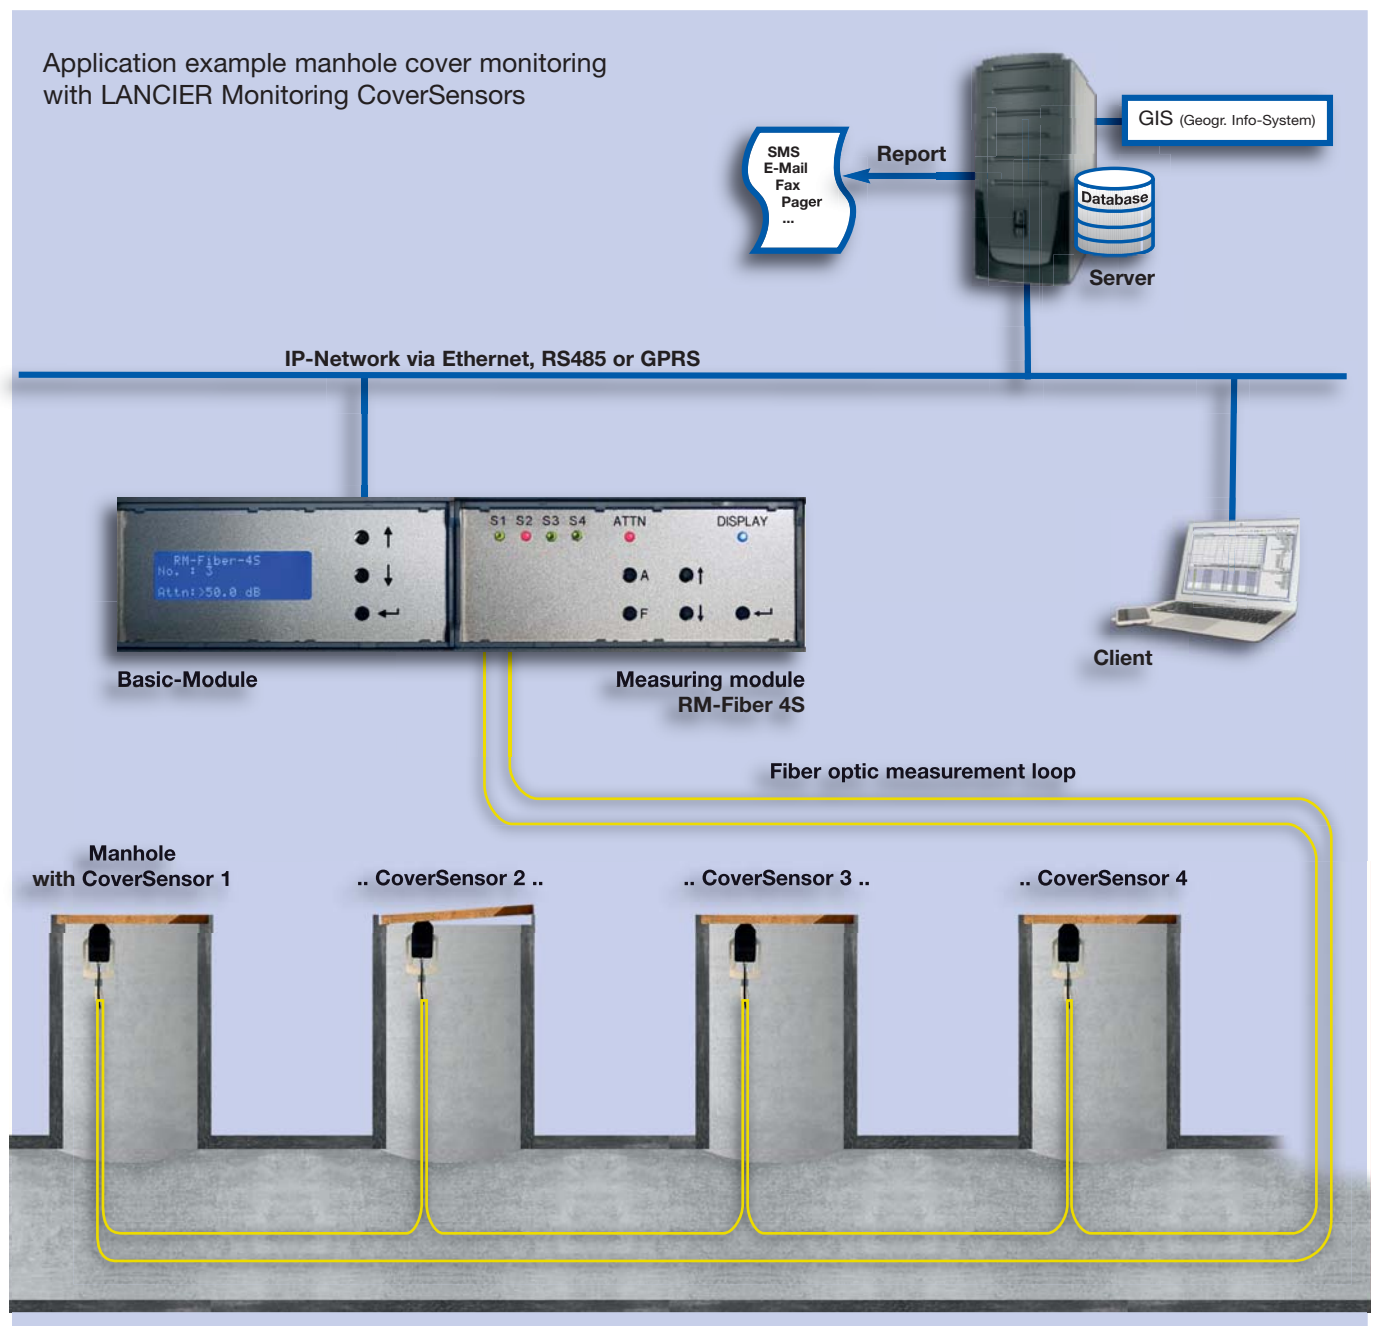 Application example manhole cover monitoring
with LANCIER Monitoring CoverSensors
GIS (Geogr. Info-System)
SMS
E-Mail
Fax
Pager
...
Report
Database
Server
IP-Network via Ethernet, RS485 or GPRS
RM-Fiber-4S
No. : 3
Attn:>50.0 dB
S1 S2 S3 S4 ATTN DISPLAY
A
F
Basic-Module
Measuring module
RM-Fiber 4S
Client
Fiber optic measurement loop
Manhole
with CoverSensor 1
.. CoverSensor 2 ..
.. CoverSensor 3 ..
.. CoverSensor 4